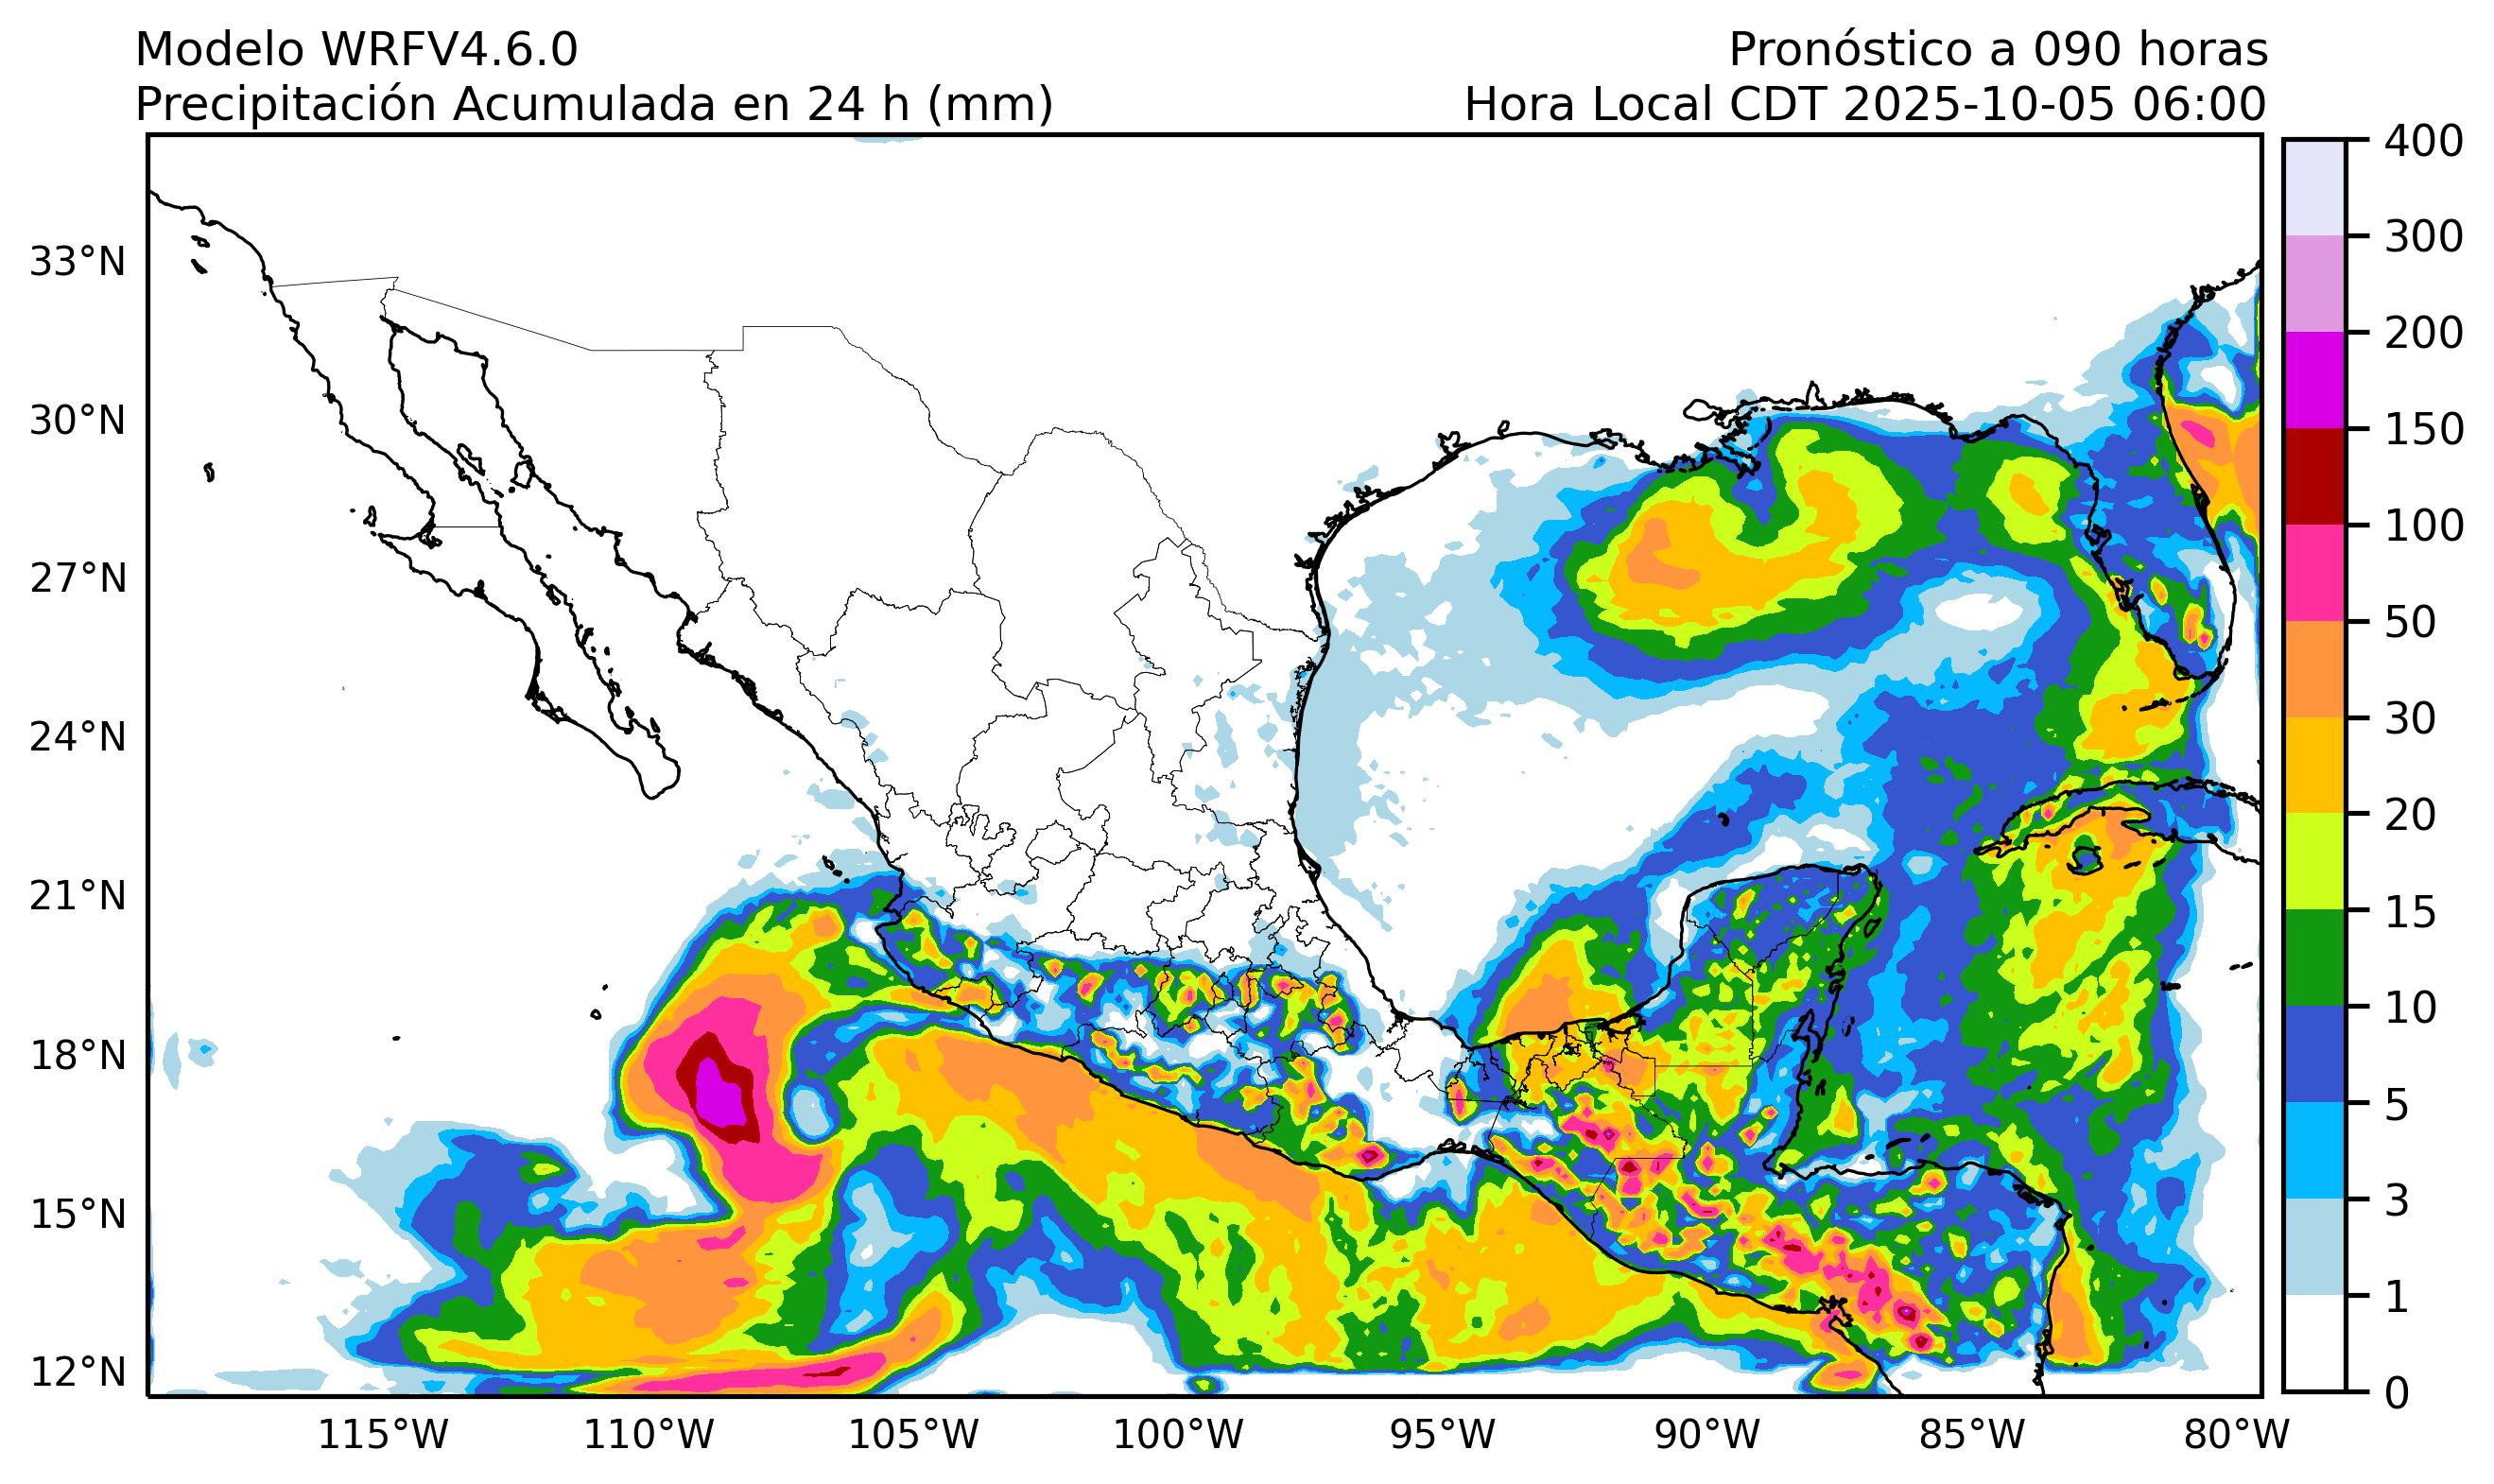 Modelo WRFV4.6.0
Pronóstico a 090 horas
Precipitación Acumulada en 24 h (mm)
Hora Local CDT 2025-10-05 06:00
400
300
200
150
100
50
30
20
15
10
5
3
1
0
33°N
30°N
27°N
24°N
21°N
18°N
15°N
12°N
115°W
110°W
105°W
100°W
95°W
90°W
85°W
80°W